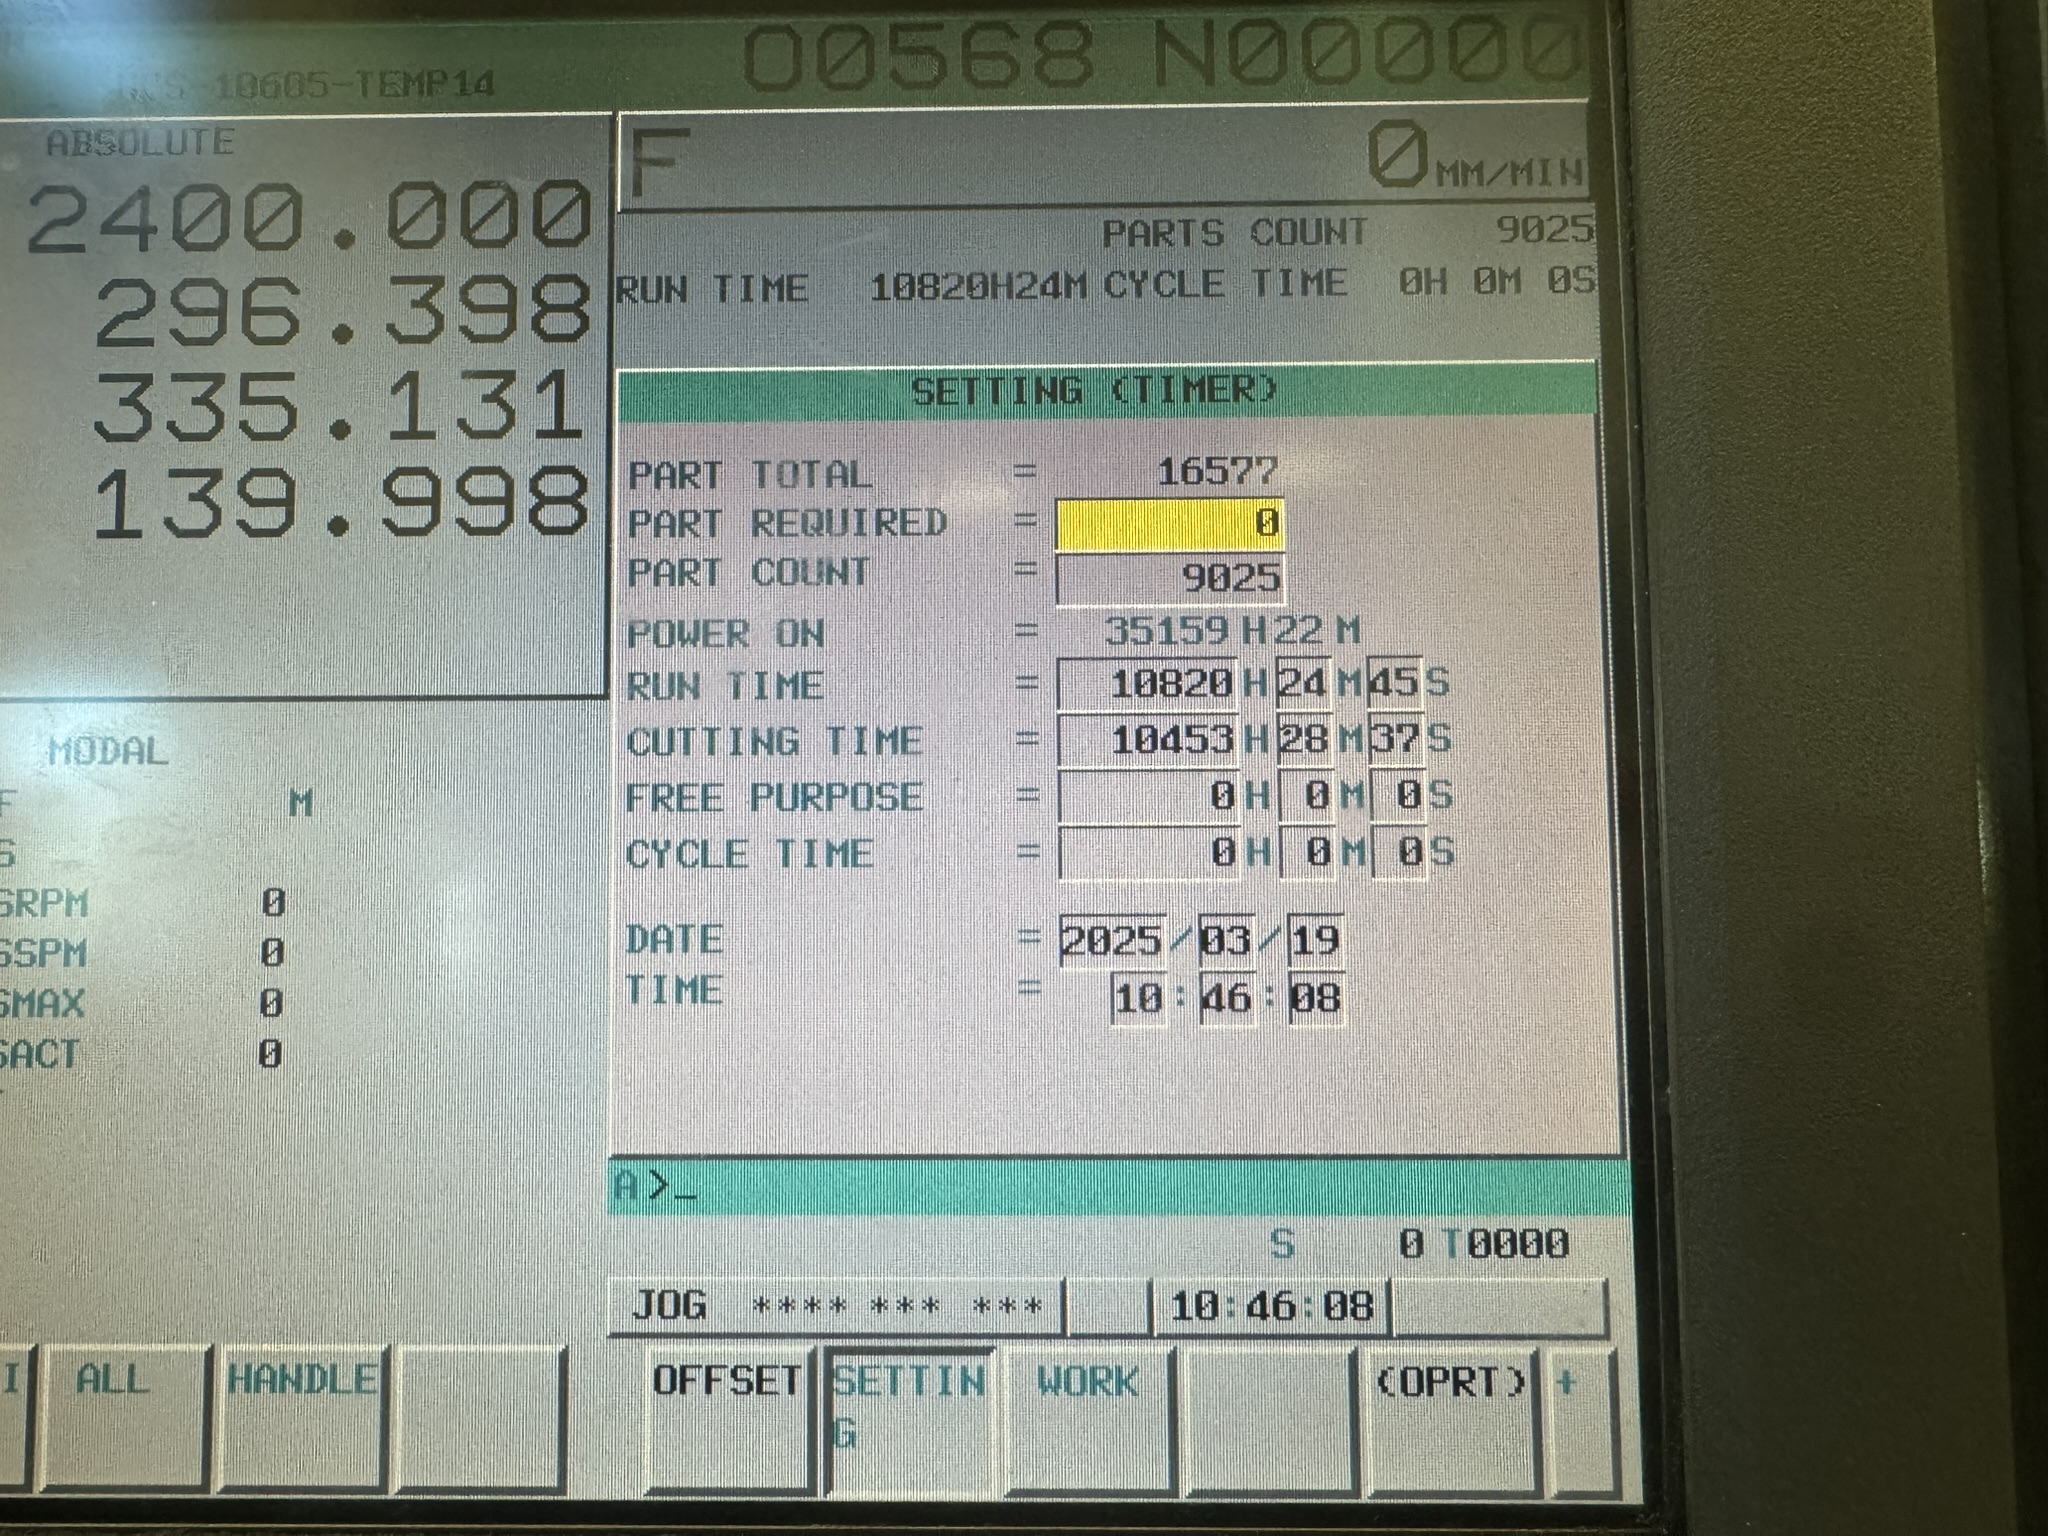 O0568 N00000
10605-TEMP14
ABSOLUTE
2400.000
296.398
335.131
139.998
F 0 MM/MIN
PARTS COUNT 9025
RUN TIME 10820H24M CYCLE TIME 0H 0M 0S
SETTING (TIMER)
PART TOTAL = 16577
PART REQUIRED = 0
PART COUNT = 9025
POWER ON = 35159 H 22 M
RUN TIME = 10820 H 24 M 45 S
CUTTING TIME = 10453 H 28 M 37 S
FREE PURPOSE = 0 H 0 M 0 S
CYCLE TIME = 0 H 0 M 0 S
DATE = 2025/03/19
TIME = 10:46:08
MODAL
F M
S
SRPM 0
SSPM 0
SMAX 0
SACT 0
A >_
S 0 T0000
JOG **** *** *** 10:46:08
ALL HANDLE OFFSET SETTIN WORK (OPRT) +
G